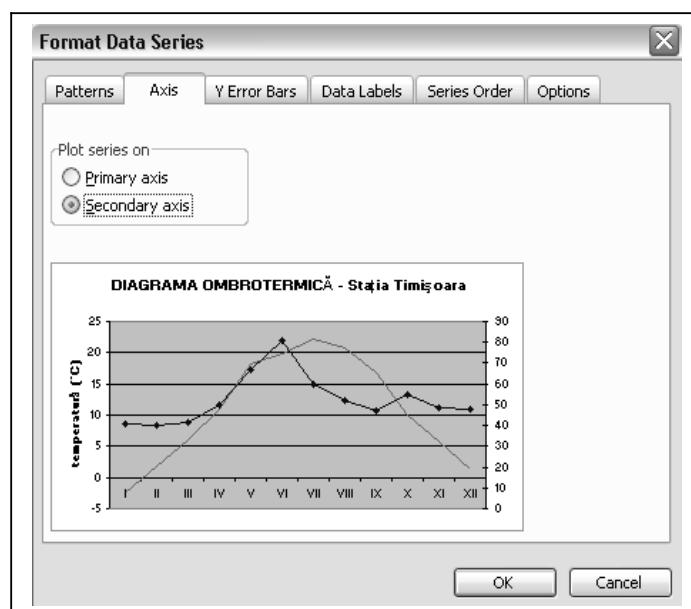 Format Data Series
Patterns Axis Y Error Bars Data Labels Series Order Options
Plot series on
Primary axis
Secondary axis
DIAGRAMA OMBROTERMICĂ - Stația Timișoara
temperatură (°C)
25
20
15
10
5
0
-5
I II III IV V VI VII VIII IX X XI XII
90
80
70
60
50
40
30
20
10
0
OK Cancel